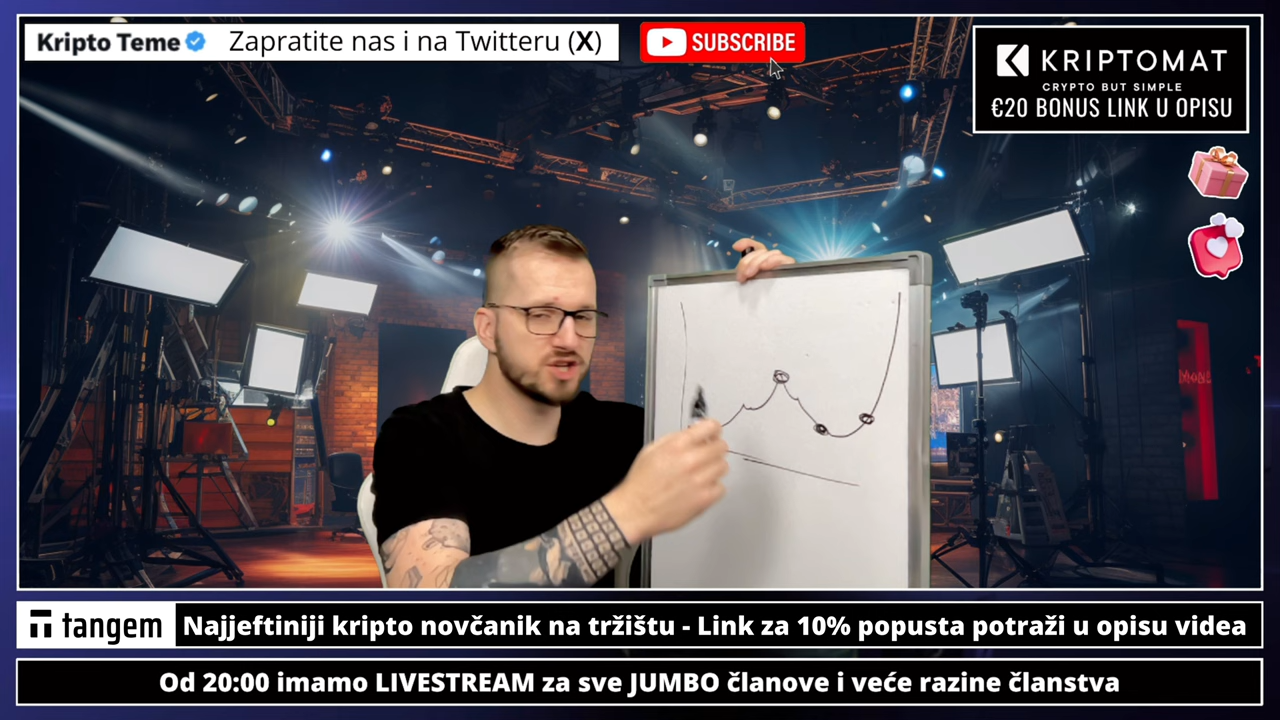 Kripto Teme Zapratite nas i na Twitteru (X)
SUBSCRIBE
KRIPTOMAT
CRYPTO BUT SIMPLE
€20 BONUS LINK U OPISU
tangem Najjeftiniji kripto novčanik na tržištu - Link za 10% popusta potraži u opisu videa
Od 20:00 imamo LIVESTREAM za sve JUMBO članove i veće razine članstva